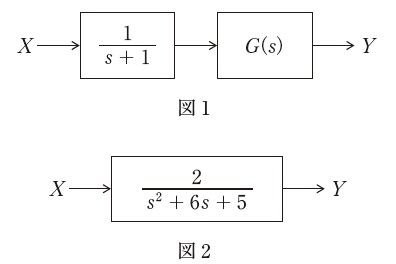 X 1/(s + 1) G(s) Y
図 1
X 2/(s² + 6s + 5) Y
図 2